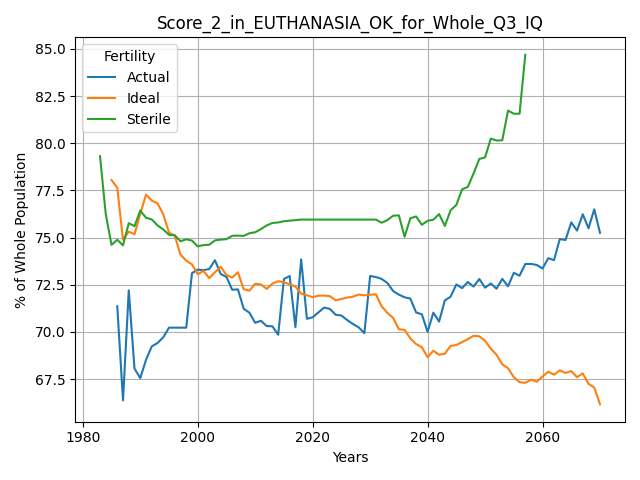 Score_2_in_EUTHANASIA_OK_for_Whole_Q3_IQ
Fertility
Actual
Ideal
Sterile
% of Whole Population
85.0
82.5
80.0
77.5
75.0
72.5
70.0
67.5
1980
2000
2020
2040
2060
Years